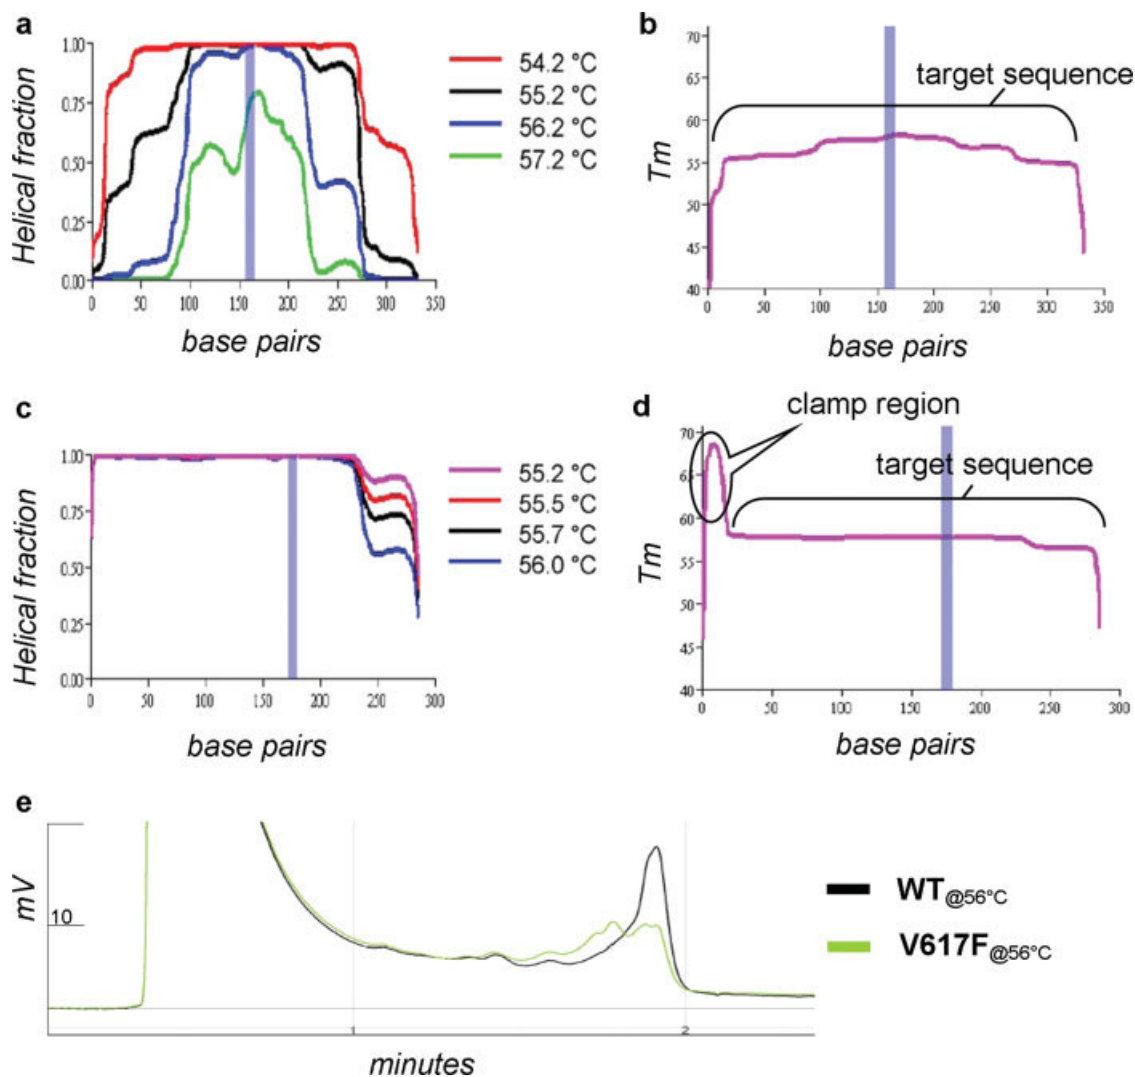 a
Helical fraction
1.00
0.75
0.50
0.25
0.00
0 50 100 150 200 250 300 350
base pairs
54.2 °C
55.2 °C
56.2 °C
57.2 °C
b
Tm
70
65
60
55
50
45
40
0 50 100 150 200 250 300 350
base pairs
target sequence
c
Helical fraction
1.00
0.75
0.50
0.25
0.00
0 50 100 150 200 250 300
base pairs
55.2 °C
55.5 °C
55.7 °C
56.0 °C
d
clamp region
target sequence
Tm
70
65
60
55
50
45
40
0 50 100 150 200 250 300
base pairs
e
mV
10
1 2
minutes
WT@56°C
V617F@56°C